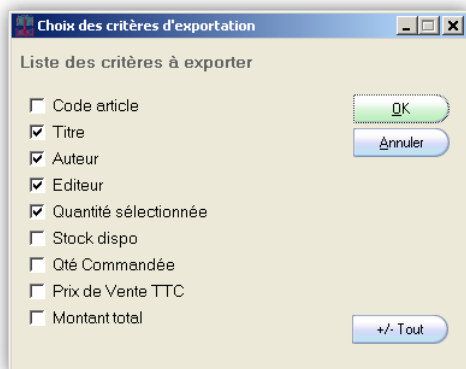 Choix des critères d'exportation
Liste des critères à exporter
Code article
Titre
Auteur
Editeur
Quantité sélectionnée
Stock dispo
Qté Commandée
Prix de Vente TTC
Montant total
OK
Annuler
+/- Tout